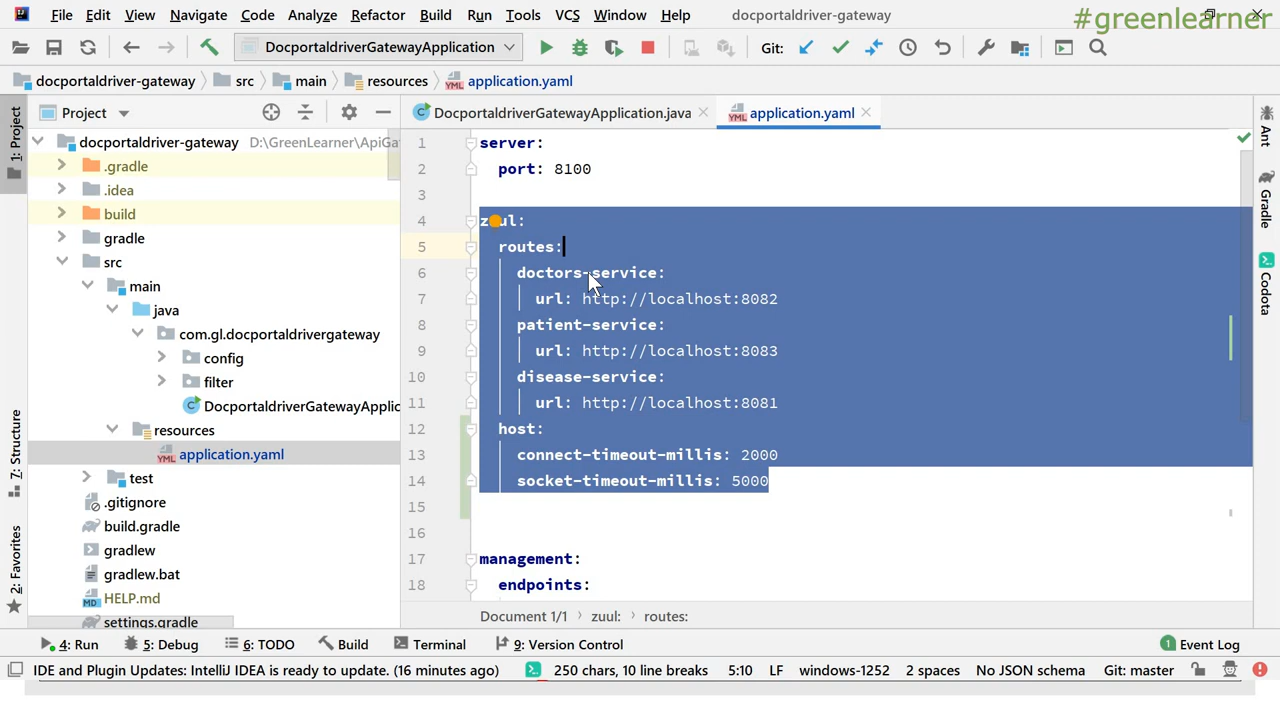 File Edit View Navigate Code Analyze Refactor Build Run Tools VCS Window Help docportaldriver-gateway
#greenlearner
DocportaldriverGatewayApplication Git:
docportaldriver-gateway src main resources application.yaml
1: Project
7: Structure
2: Favorites
Project
docportaldriver-gateway D:\GreenLearner\ApiGa
.gradle
.idea
build
gradle
src
main
java
com.gl.docportaldrivergateway
config
filter
DocportaldriverGatewayApplic
resources
application.yaml
test
.gitignore
build.gradle
gradlew
gradlew.bat
HELP.md
settings.gradle
DocportaldriverGatewayApplication.java application.yaml
1 server:
2 port: 8100
3
4 zuul:
5 routes:
6 doctors-service:
7 url: http://localhost:8082
8 patient-service:
9 url: http://localhost:8083
10 disease-service:
11 url: http://localhost:8081
12 host:
13 connect-timeout-millis: 2000
14 socket-timeout-millis: 5000
15
16
17 management:
18 endpoints:
Document 1/1 zuul: routes:
Ant
Gradle
Codota
4: Run 5: Debug 6: TODO Build Terminal 9: Version Control 1 Event Log
IDE and Plugin Updates: IntelliJ IDEA is ready to update. (16 minutes ago) 250 chars, 10 line breaks 5:10 LF windows-1252 2 spaces No JSON schema Git: master